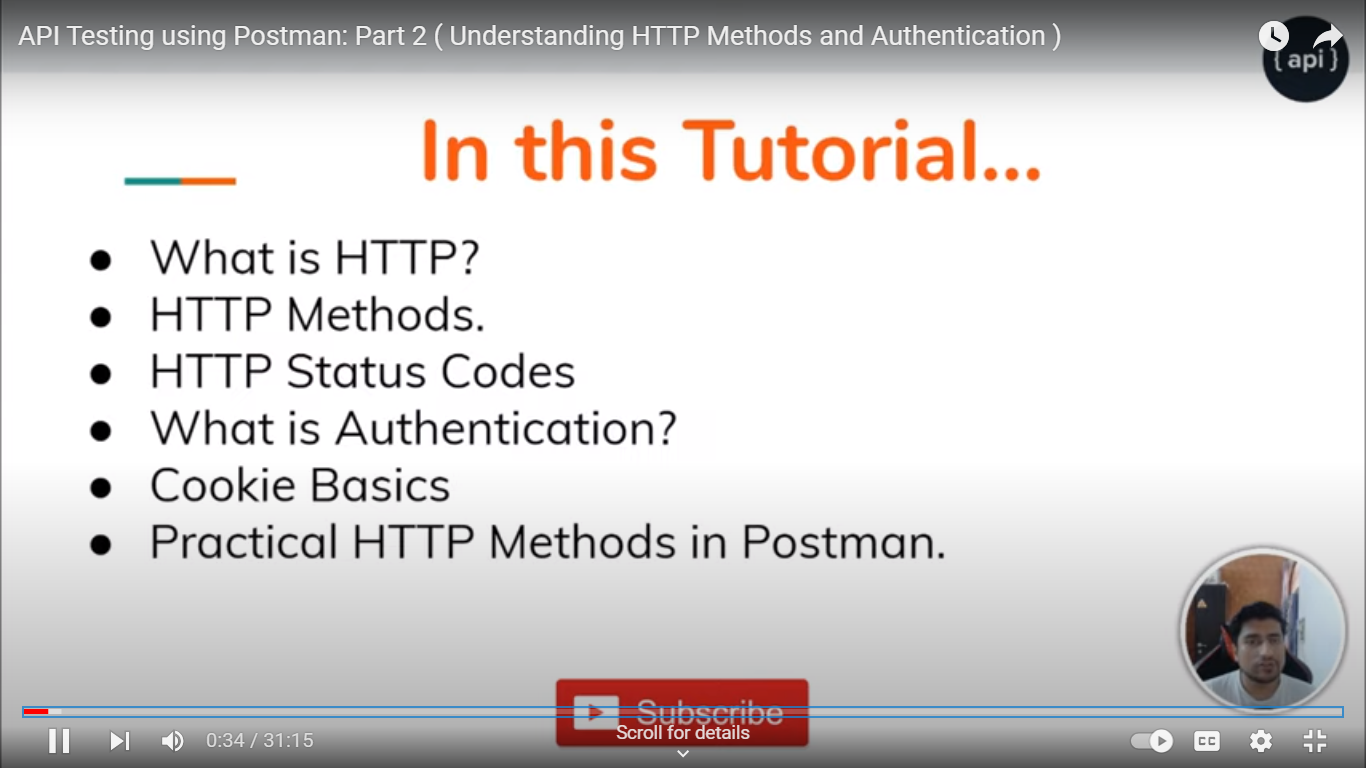 API Testing using Postman: Part 2 ( Understanding HTTP Methods and Authentication )
{ api }
In this Tutorial...
● What is HTTP?
● HTTP Methods.
● HTTP Status Codes
● What is Authentication?
● Cookie Basics
● Practical HTTP Methods in Postman.
Subscribe
Scroll for details
0:34 / 31:15
CC